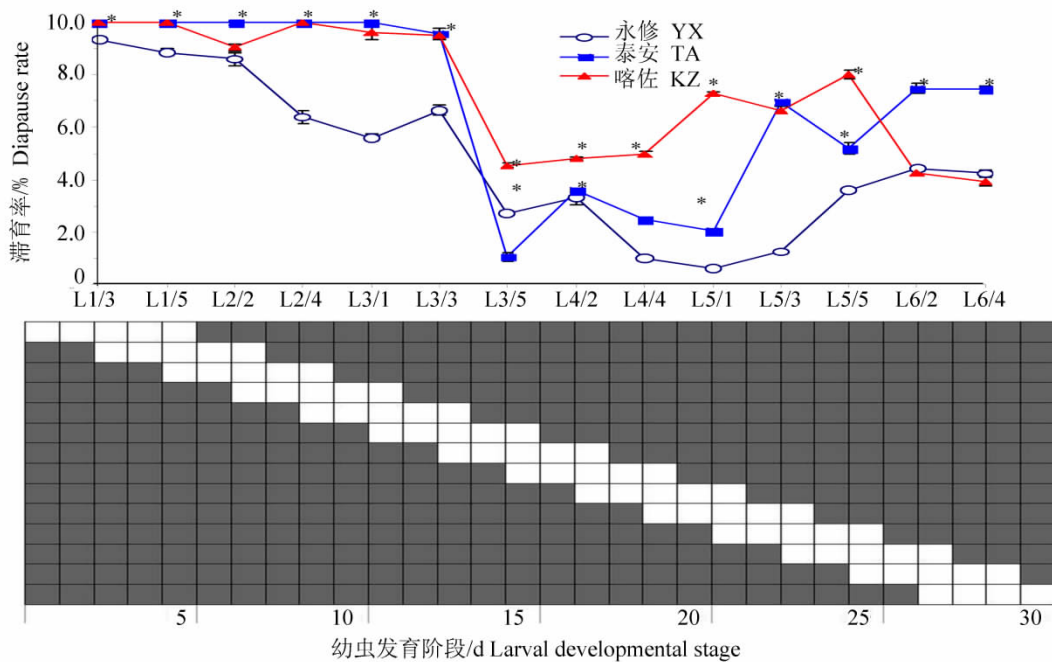 滞育率/% Diapause rate
10.0
8.0
6.0
4.0
2.0
0
永修 YX
泰安 TA
喀佐 KZ
* * * * * *
* * * * * * * * * * *
L1/3 L1/5 L2/2 L2/4 L3/1 L3/3 L3/5 L4/2 L4/4 L5/1 L5/3 L5/5 L6/2 L6/4
5 10 15 20 25 30
幼虫发育阶段/d Larval developmental stage